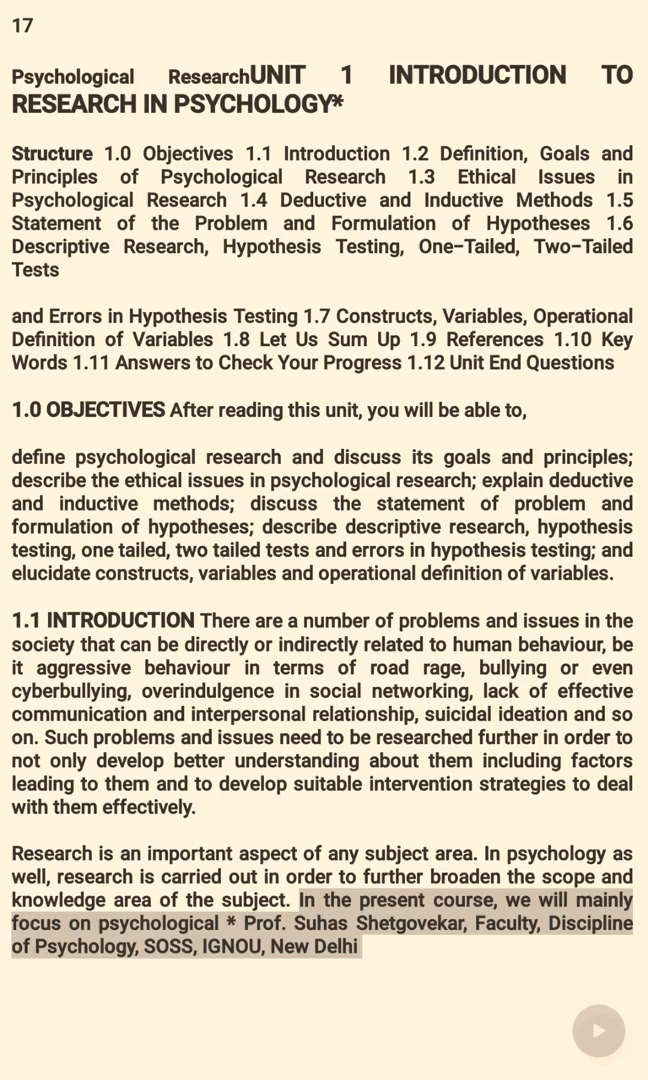 17
Psychological ResearchUNIT 1 INTRODUCTION TO
RESEARCH IN PSYCHOLOGY*
Structure 1.0 Objectives 1.1 Introduction 1.2 Definition, Goals and
Principles of Psychological Research 1.3 Ethical Issues in
Psychological Research 1.4 Deductive and Inductive Methods 1.5
Statement of the Problem and Formulation of Hypotheses 1.6
Descriptive Research, Hypothesis Testing, One–Tailed, Two–Tailed
Tests
and Errors in Hypothesis Testing 1.7 Constructs, Variables, Operational
Definition of Variables 1.8 Let Us Sum Up 1.9 References 1.10 Key
Words 1.11 Answers to Check Your Progress 1.12 Unit End Questions
1.0 OBJECTIVES After reading this unit, you will be able to,
define psychological research and discuss its goals and principles;
describe the ethical issues in psychological research; explain deductive
and inductive methods; discuss the statement of problem and
formulation of hypotheses; describe descriptive research, hypothesis
testing, one tailed, two tailed tests and errors in hypothesis testing; and
elucidate constructs, variables and operational definition of variables.
1.1 INTRODUCTION There are a number of problems and issues in the
society that can be directly or indirectly related to human behaviour, be
it aggressive behaviour in terms of road rage, bullying or even
cyberbullying, overindulgence in social networking, lack of effective
communication and interpersonal relationship, suicidal ideation and so
on. Such problems and issues need to be researched further in order to
not only develop better understanding about them including factors
leading to them and to develop suitable intervention strategies to deal
with them effectively.
Research is an important aspect of any subject area. In psychology as
well, research is carried out in order to further broaden the scope and
knowledge area of the subject. In the present course, we will mainly
focus on psychological * Prof. Suhas Shetgovekar, Faculty, Discipline
of Psychology, SOSS, IGNOU, New Delhi